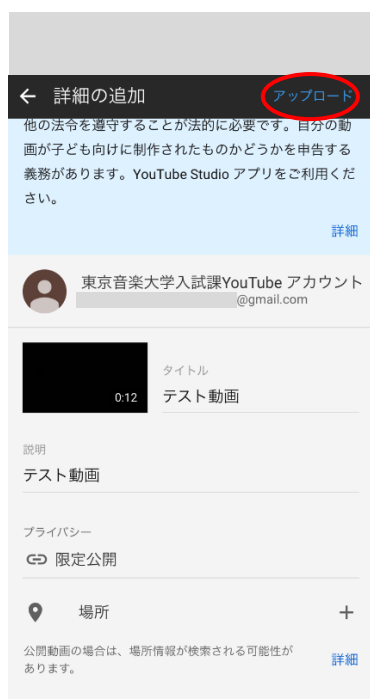 詳細の追加
アップロード
他の法令を遵守することが法的に必要です。自分の動
画が子ども向けに制作されたものかどうかを申告する
義務があります。YouTube Studio アプリをご利用くだ
さい。
詳細
東京音楽大学入試課YouTube アカウント
@gmail.com
0:12
タイトル
テスト動画
説明
テスト動画
プライバシー
限定公開
場所
公開動画の場合は、場所情報が検索される可能性が
あります。
詳細